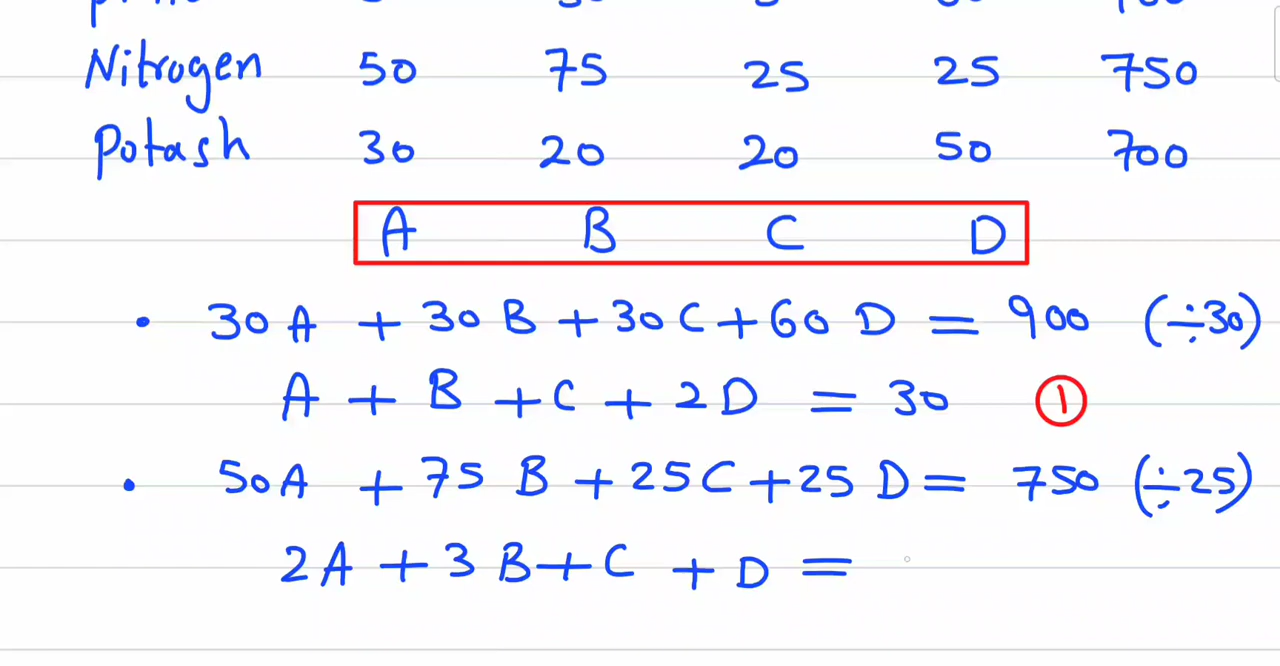 Nitrogen 50 75 25 25 750
Potash 30 20 20 50 700
A B C D
• 30A + 30B + 30C + 60D = 900 (÷30)
A + B + C + 2D = 30 ①
• 50A + 75B + 25C + 25D = 750 (÷25)
2A + 3B + C + D =